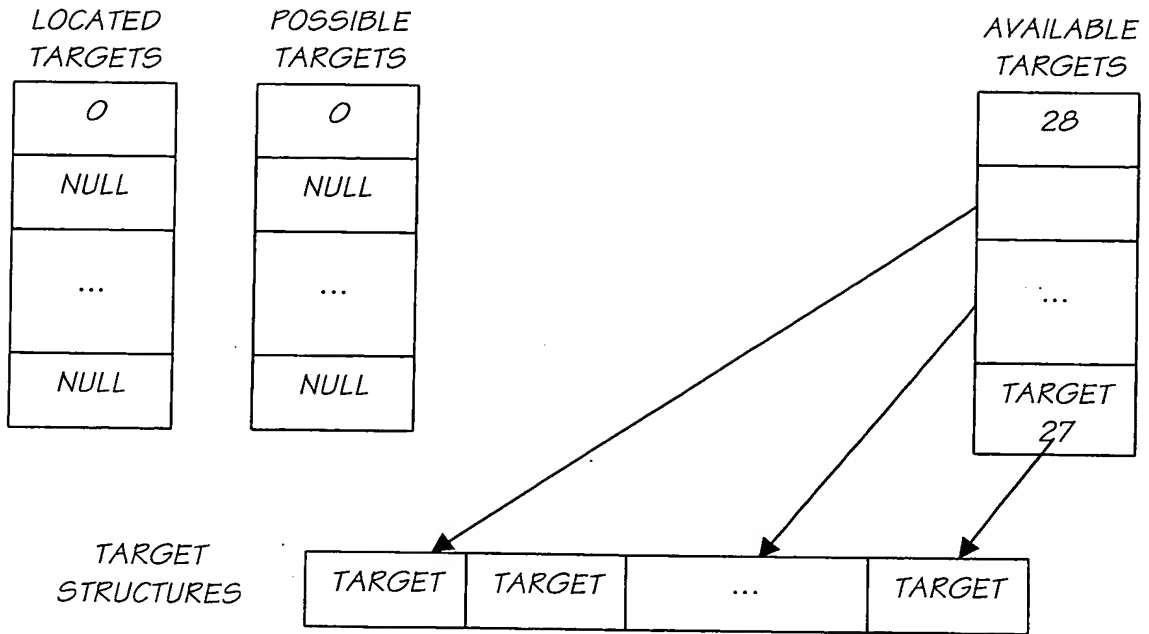 LOCATED
TARGETS
0
NULL
...
NULL
POSSIBLE
TARGETS
0
NULL
...
NULL
AVAILABLE
TARGETS
28
...
TARGET
27
TARGET
STRUCTURES
TARGET
TARGET
...
TARGET